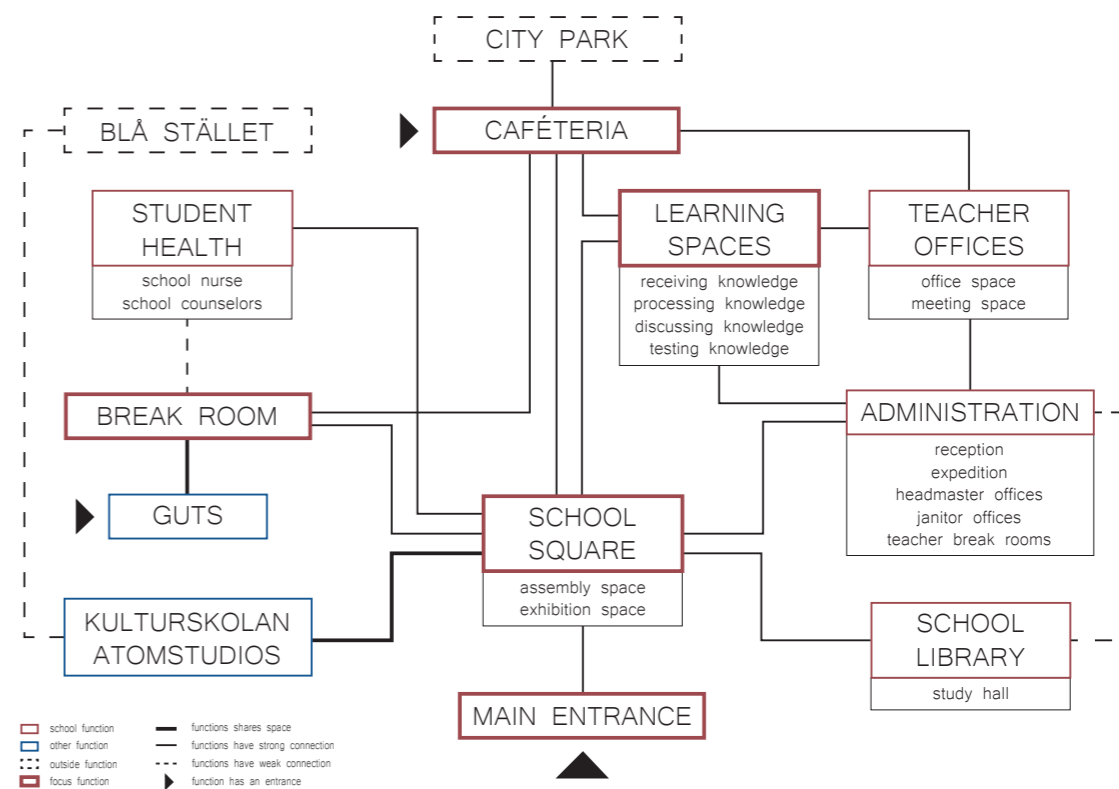 CITY PARK
CAFÉTERIA
BLÅ STÄLLET
STUDENT
HEALTH
school nurse
school counselors
LEARNING
SPACES
receiving knowledge
processing knowledge
discussing knowledge
testing knowledge
TEACHER
OFFICES
office space
meeting space
BREAK ROOM
GUTS
ADMINISTRATION
reception
expedition
headmaster offices
janitor offices
teacher break rooms
SCHOOL
SQUARE
assembly space
exhibition space
KULTURSKOLAN
ATOMSTUDIOS
SCHOOL
LIBRARY
study hall
MAIN ENTRANCE
school function
other function
outside function
focus function
functions shares space
functions have strong connection
functions have weak connection
function has an entrance